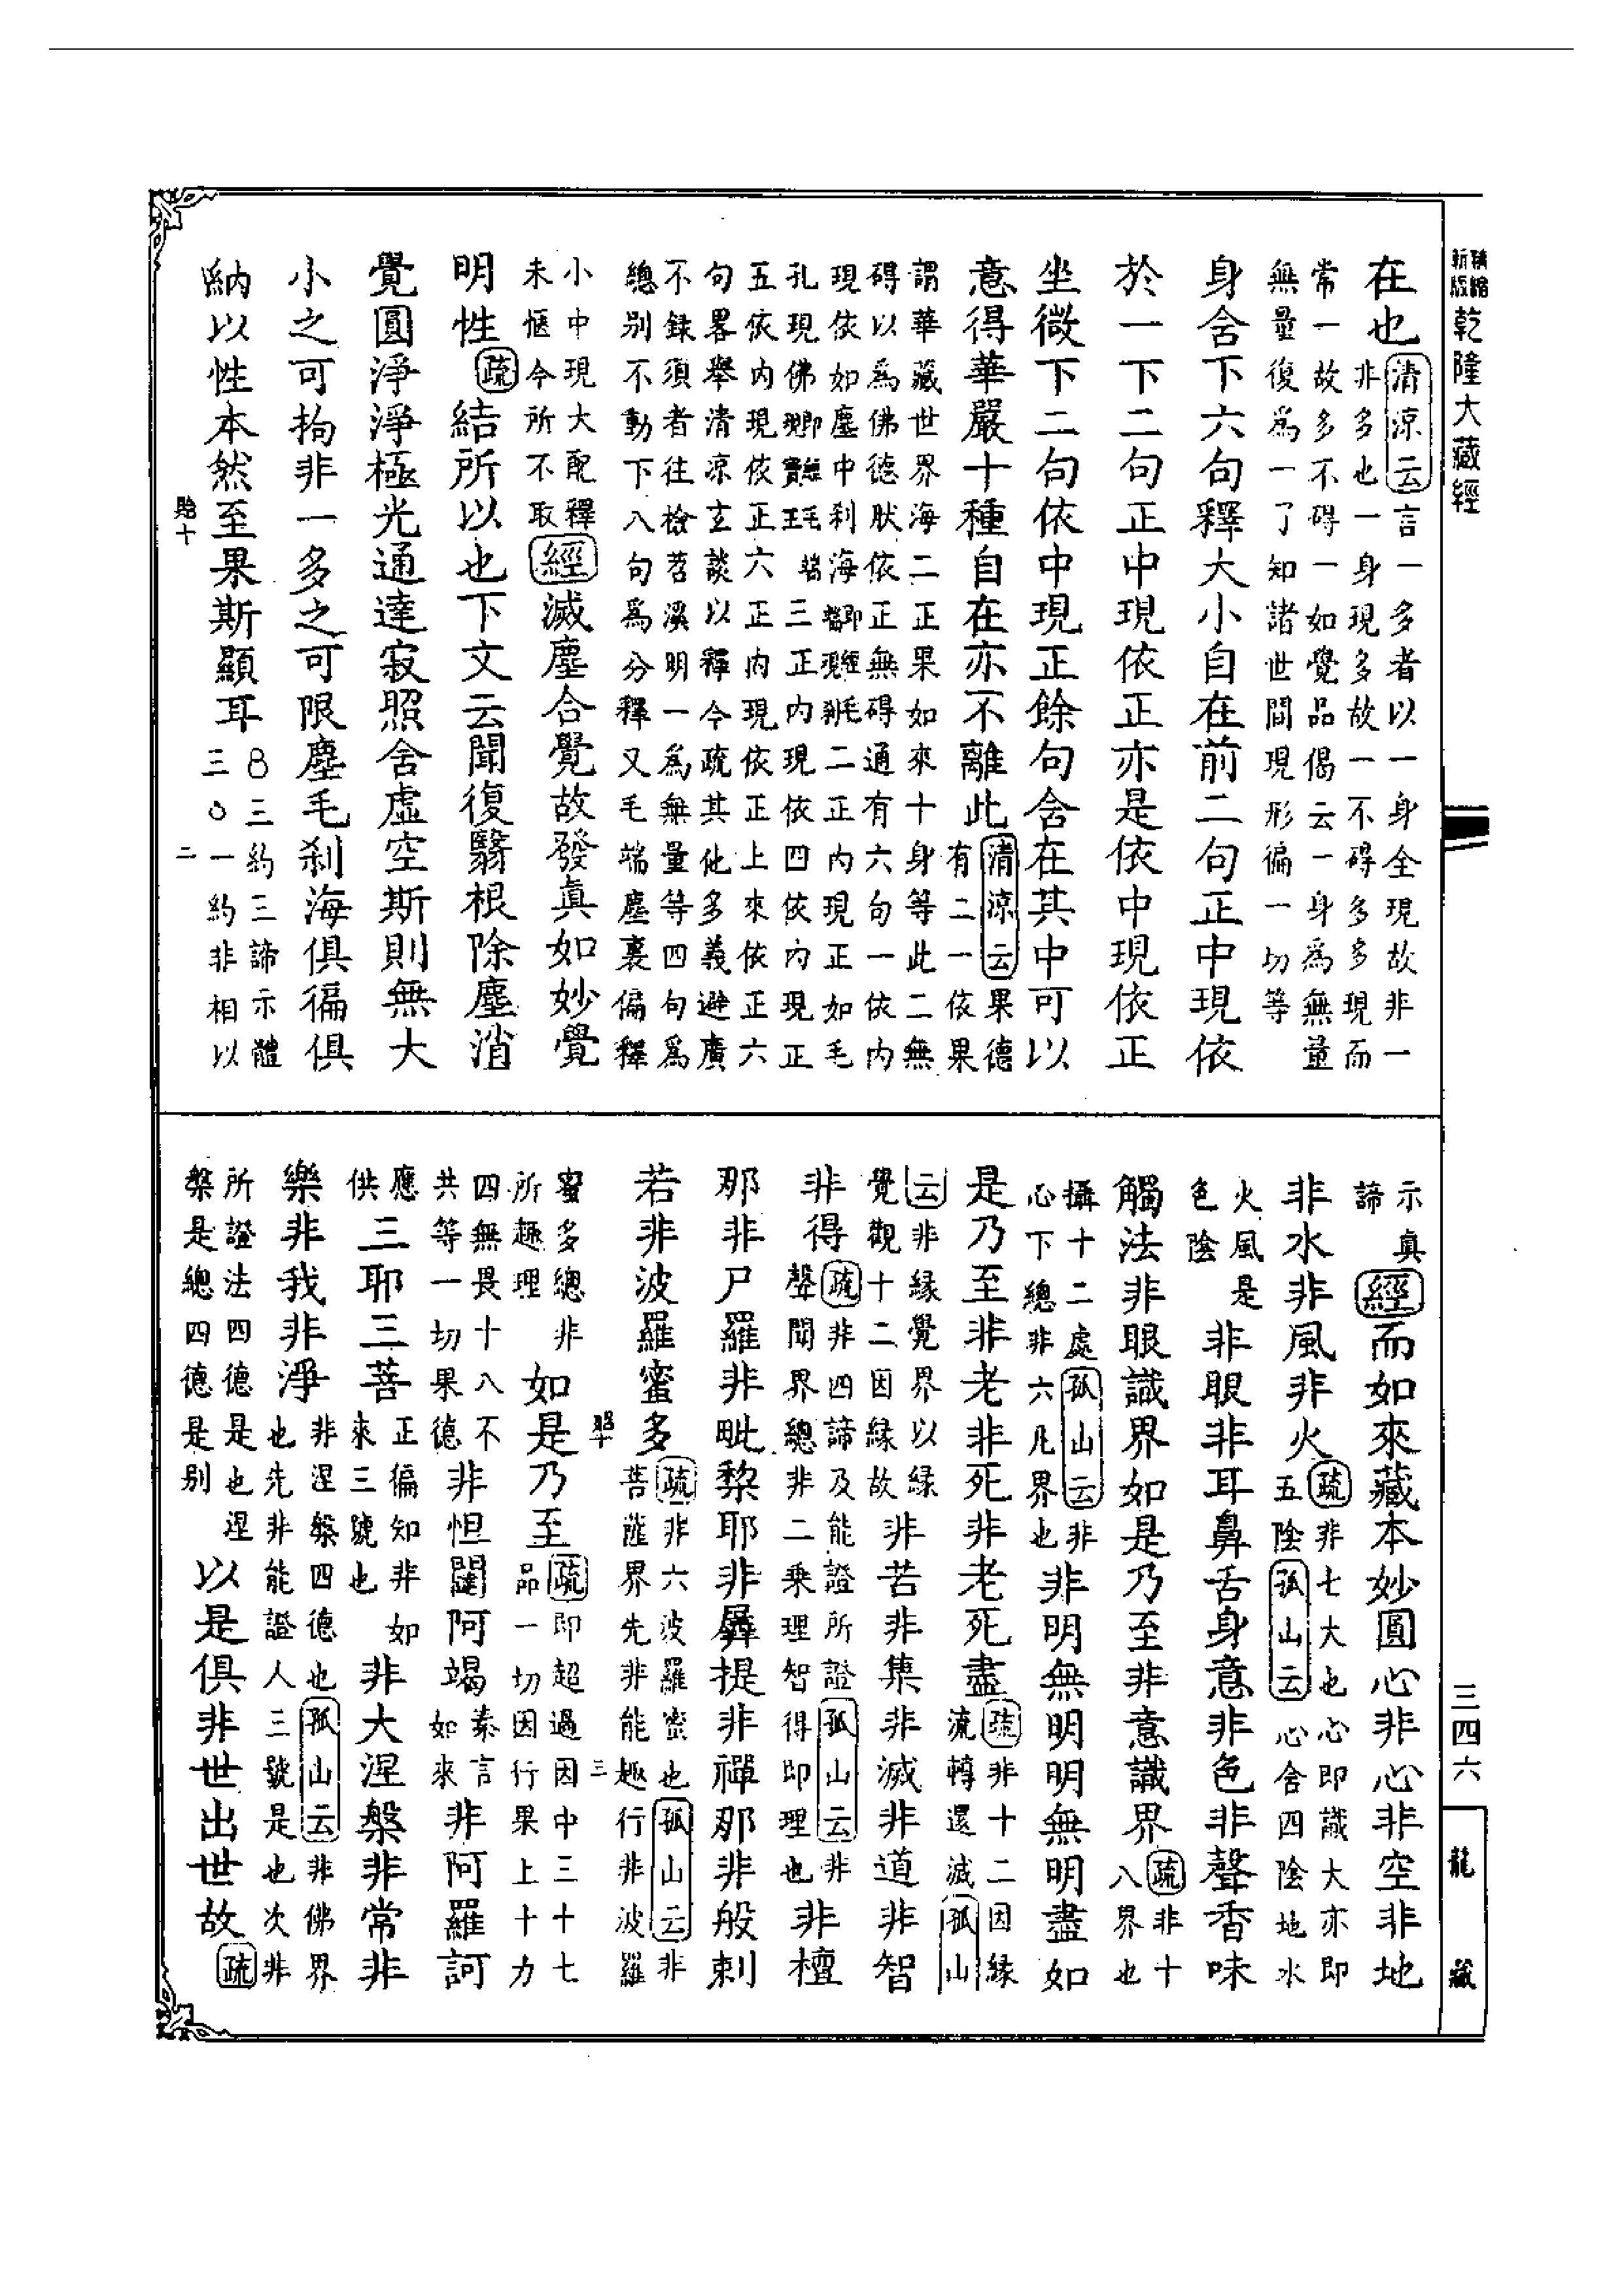 精縮新版乾隆大藏經
在也清涼云言一多者以一身全現故非一
非多也一身現多故一不碍多多現而
常一故多不碍一如覺品偈云一身為無量
無量復為一了知諸世間現形徧一切等
身含下六句釋大小自在前二句正中現依
於一下二句正中現依正亦是依中現依正
坐微下二句依中現正餘句含在其中可以
意得華嚴十種自在亦不離此清涼云果德
有二一依果
謂華藏世界海二正果如來十身等此二無
碍以為佛德肰依正無碍通有六句一依內
現依如塵中刹海二正內現正如毛
孔現佛三正內現依四依內現正
五依內現依正六正內現依正上來依正六
句畧舉清涼玄談以釋今疏其他多義避廣
不錄須者往檢苕溪明一為無量等四句為
總別不動下八句為分釋又毛端塵裏偏釋
小中現大配釋
未愜今所不取經滅塵合覺故發真如妙覺
明性疏結所以也下文云聞復翳根除塵消
覺圓淨淨極光通達寂照含虛空斯則無大
小之可拘非一多之可限塵毛刹海俱徧俱
納以性本然至果斯顯耳8三約三諦示體
三○一約非相以
二
示真
諦經而如來藏本妙圓心非心非空非地
非水非風非火疏非七大也心即識大亦即
五陰孤山云心含四陰地水
火風是
色陰非眼非耳鼻舌身意非色非聲香味
觸法非眼識界如是乃至非意識界疏非十
八界也
攝十二處孤山云非
心下總非六凡界也非明無明明無明明盡如
是乃至非老非死非老死盡疏非十二因緣
流轉還滅孤山
云非緣覺界以緣
覺觀十二因緣故非苦非集非滅非道非智
非得疏非四諦及能證所證孤山云非
聲聞界總非二乘理智得即理也非檀
那非尸羅非毗黎耶非羼提非禪那非般剌
若非波羅蜜多疏非六波羅蜜也孤山云非
菩薩界先非能趣行非波羅
三
蜜多總非
所趣理如是乃至疏即超過因中三十七
品一切因行果上十力
四無畏十八不
共等一切果德非怛闥阿竭秦言
如來非阿羅訶
應
供三耶三菩正徧知非如
來三號也非大涅槃非常非
樂非我非淨非涅槃四德也孤山云非佛界
也先非能證人三號是也次非
所證法四德是也涅
槃是總四德是別以是俱非世出世故疏
三四六
龍藏